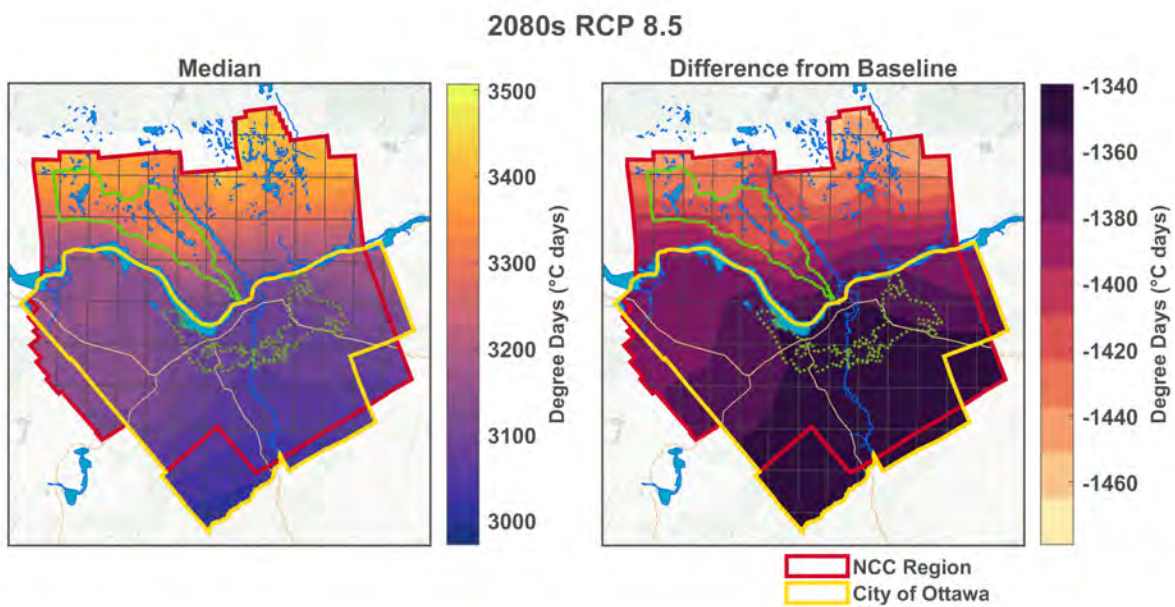 2080s RCP 8.5
Median
3500
3400
3300
3200
3100
3000
Degree Days (°C days)
Difference from Baseline
-1340
-1360
-1380
-1400
-1420
-1440
-1460
Degree Days (°C days)
NCC Region
City of Ottawa